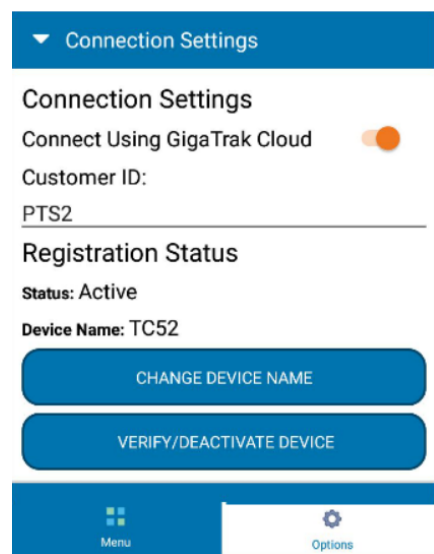 Connection Settings
Connection Settings
Connect Using GigaTrak Cloud
Customer ID:
PTS2
Registration Status
Status: Active
Device Name: TC52
CHANGE DEVICE NAME
VERIFY/DEACTIVATE DEVICE
Menu
Options